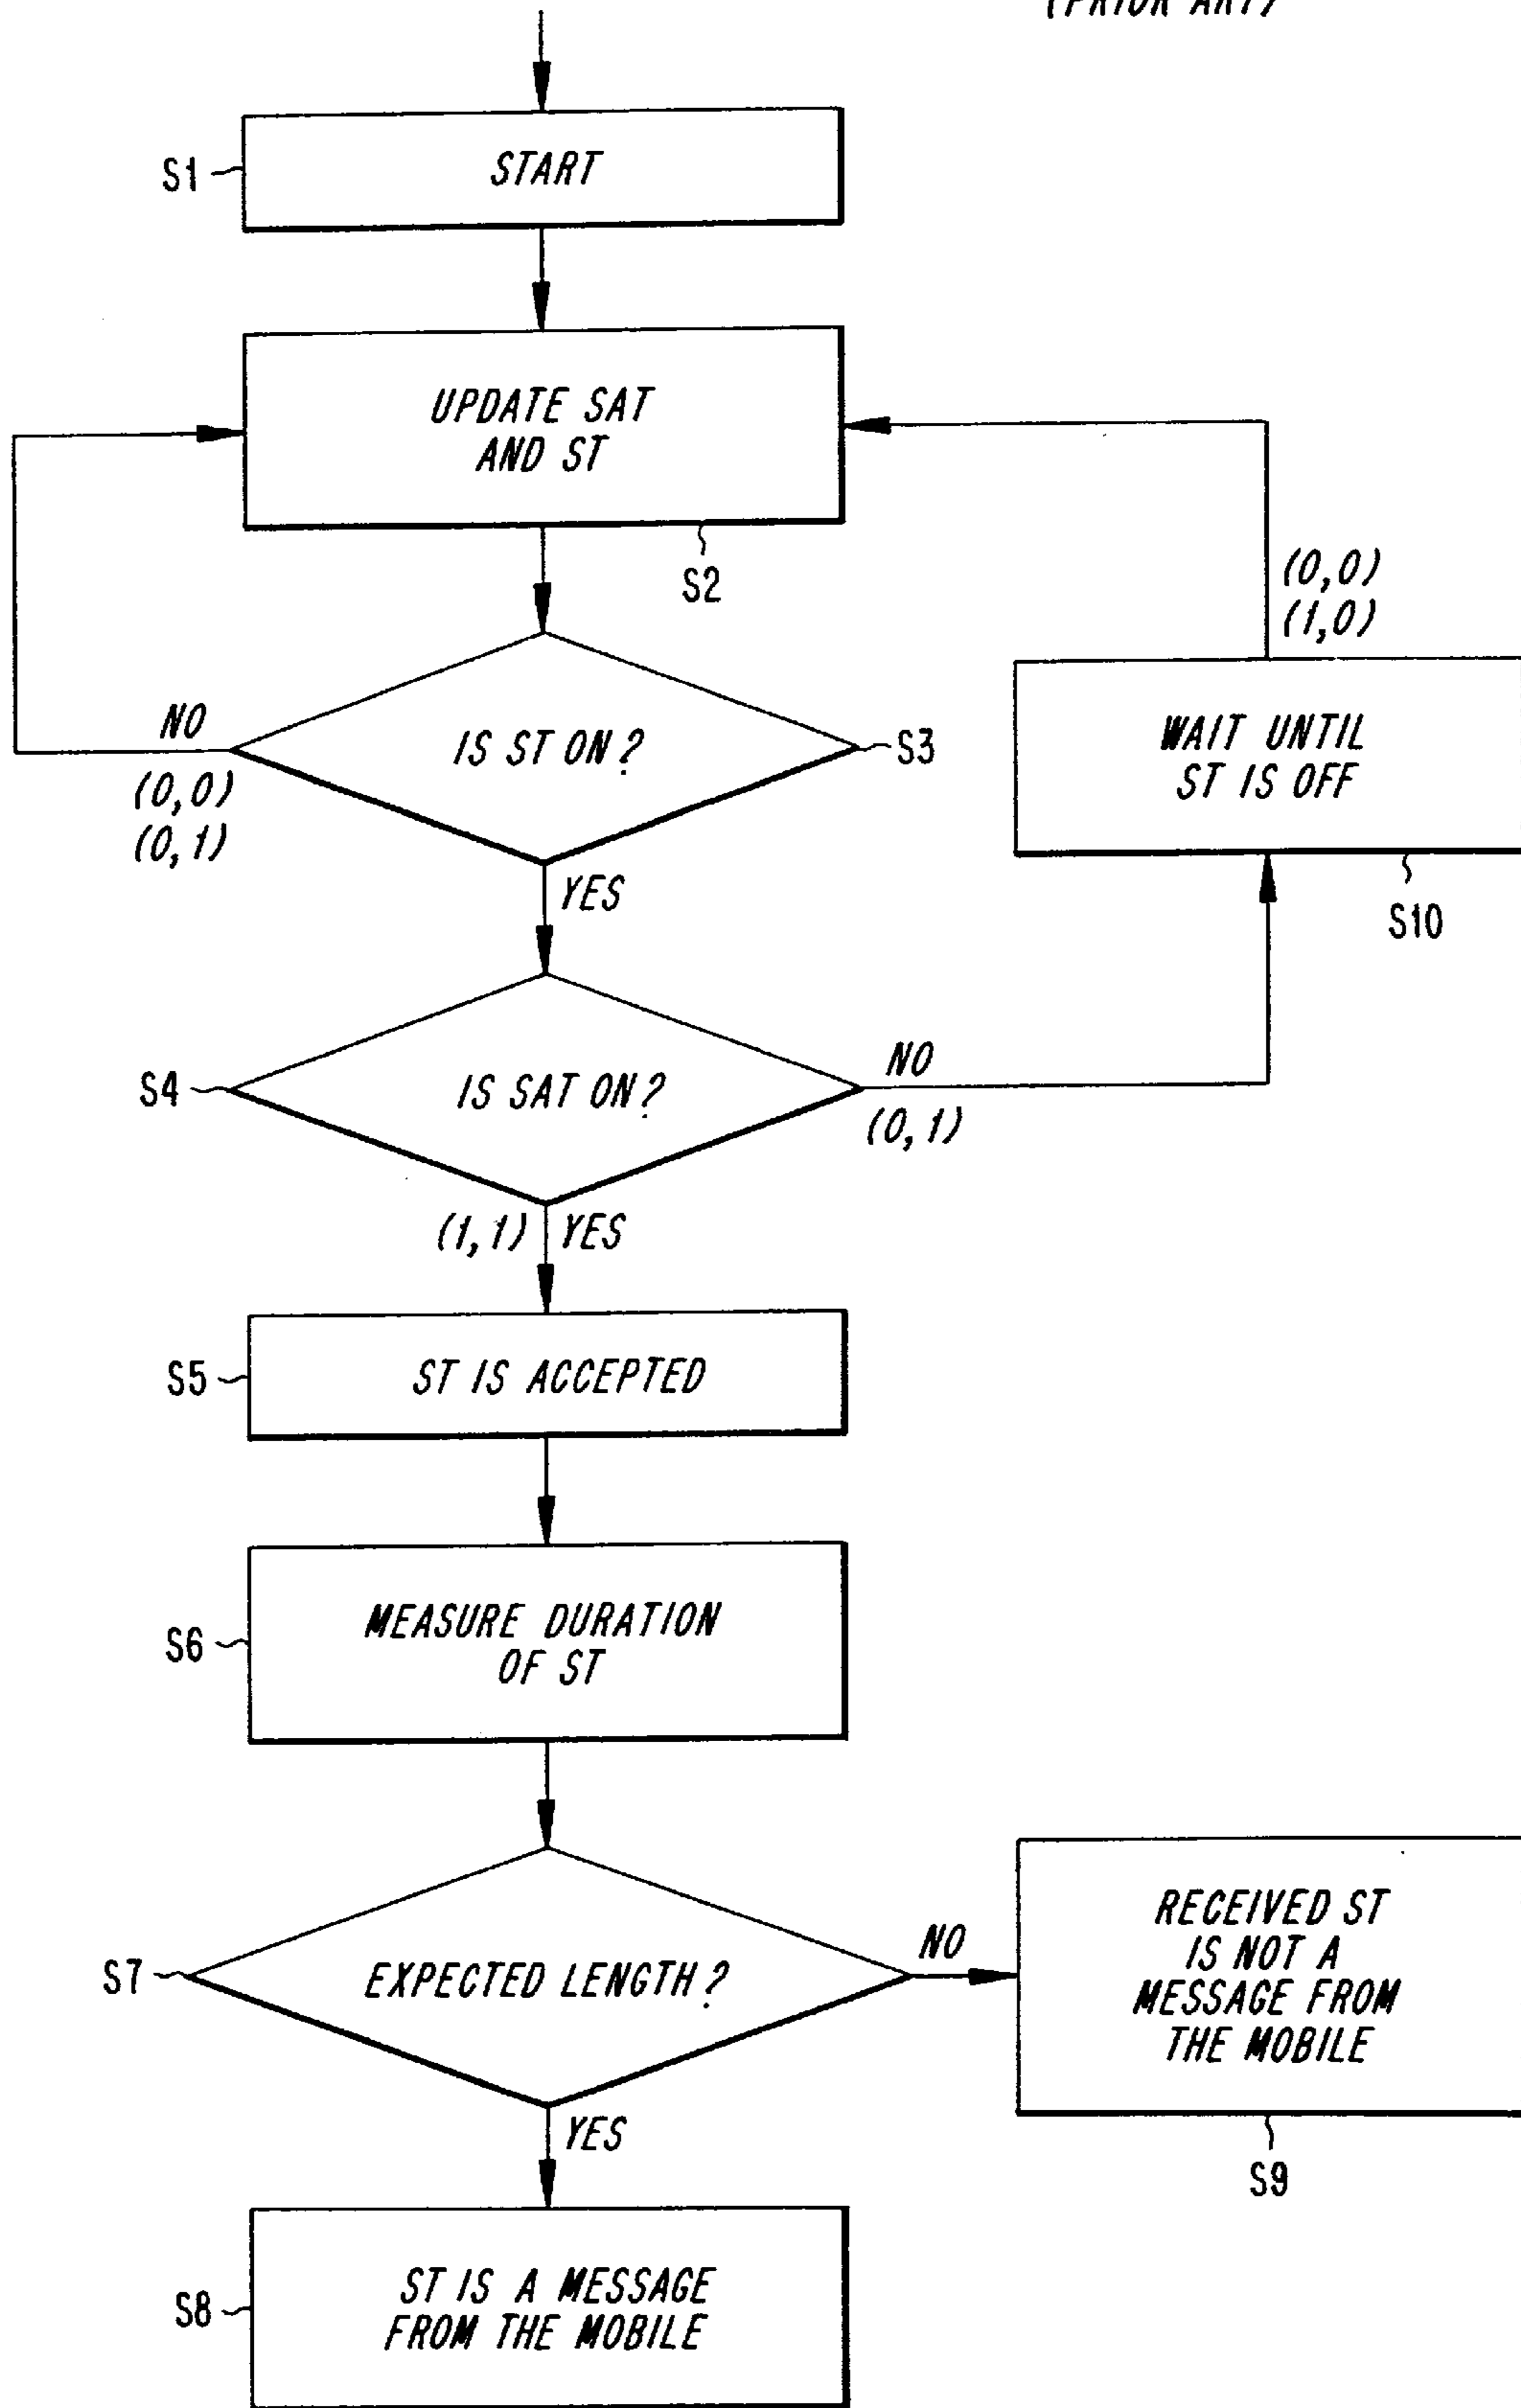 (PRIOR ART)
S1
START
UPDATE SAT
AND ST
S2
(0,0)
(1,0)
NO
(0,0)
(0,1)
IS ST ON?
S3
WAIT UNTIL
ST IS OFF
S10
YES
S4
IS SAT ON?
NO
(0,1)
(1,1)
YES
S5
ST IS ACCEPTED
S6
MEASURE DURATION
OF ST
S7
EXPECTED LENGTH?
NO
RECEIVED ST
IS NOT A
MESSAGE FROM
THE MOBILE
S9
YES
S8
ST IS A MESSAGE
FROM THE MOBILE